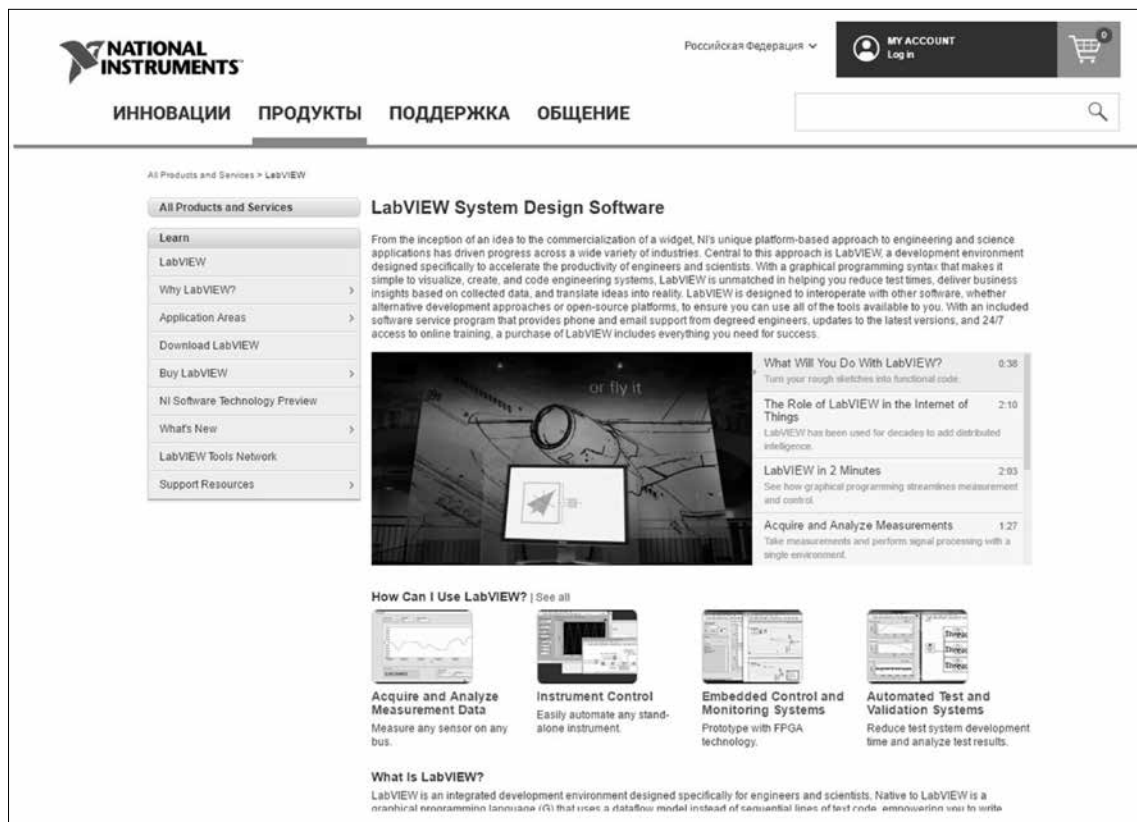 NATIONAL
INSTRUMENTS
Российская Федерация
MY ACCOUNT
Log in
0
ИННОВАЦИИ ПРОДУКТЫ ПОДДЕРЖКА ОБЩЕНИЕ
All Products and Services > LabVIEW
All Products and Services
Learn
LabVIEW
Why LabVIEW?
Application Areas
Download LabVIEW
Buy LabVIEW
NI Software Technology Preview
What's New
LabVIEW Tools Network
Support Resources
LabVIEW System Design Software
From the inception of an idea to the commercialization of a widget, NI's unique platform-based approach to engineering and science
applications has driven progress across a wide variety of industries. Central to this approach is LabVIEW, a development environment
designed specifically to accelerate the productivity of engineers and scientists. With a graphical programming syntax that makes it
simple to visualize, create, and code engineering systems, LabVIEW is unmatched in helping you reduce test times, deliver business
insights based on collected data, and translate ideas into reality. LabVIEW is designed to interoperate with other software, whether
alternative development approaches or open-source platforms, to ensure you can use all of the tools available to you. With an included
software service program that provides phone and email support from degreed engineers, updates to the latest versions, and 24/7
access to online training, a purchase of LabVIEW includes everything you need for success.
or fly it
What Will You Do With LabVIEW? 0:38
Turn your rough sketches into functional code.
The Role of LabVIEW in the Internet of 2:10
Things
LabVIEW has been used for decades to add distributed
intelligence.
LabVIEW in 2 Minutes 2:03
See how graphical programming streamlines measurement
and control.
Acquire and Analyze Measurements 1:27
Take measurements and perform signal processing with a
single environment.
How Can I Use LabVIEW? | See all
Acquire and Analyze
Measurement Data
Measure any sensor on any
bus.
Instrument Control
Easily automate any stand-
alone instrument.
Embedded Control and
Monitoring Systems
Prototype with FPGA
technology.
Automated Test and
Validation Systems
Reduce test system development
time and analyze test results.
What Is LabVIEW?
LabVIEW is an integrated development environment designed specifically for engineers and scientists. Native to LabVIEW is a
graphical programming language (G) that uses a dataflow model instead of sequential lines of text code, empowering you to write